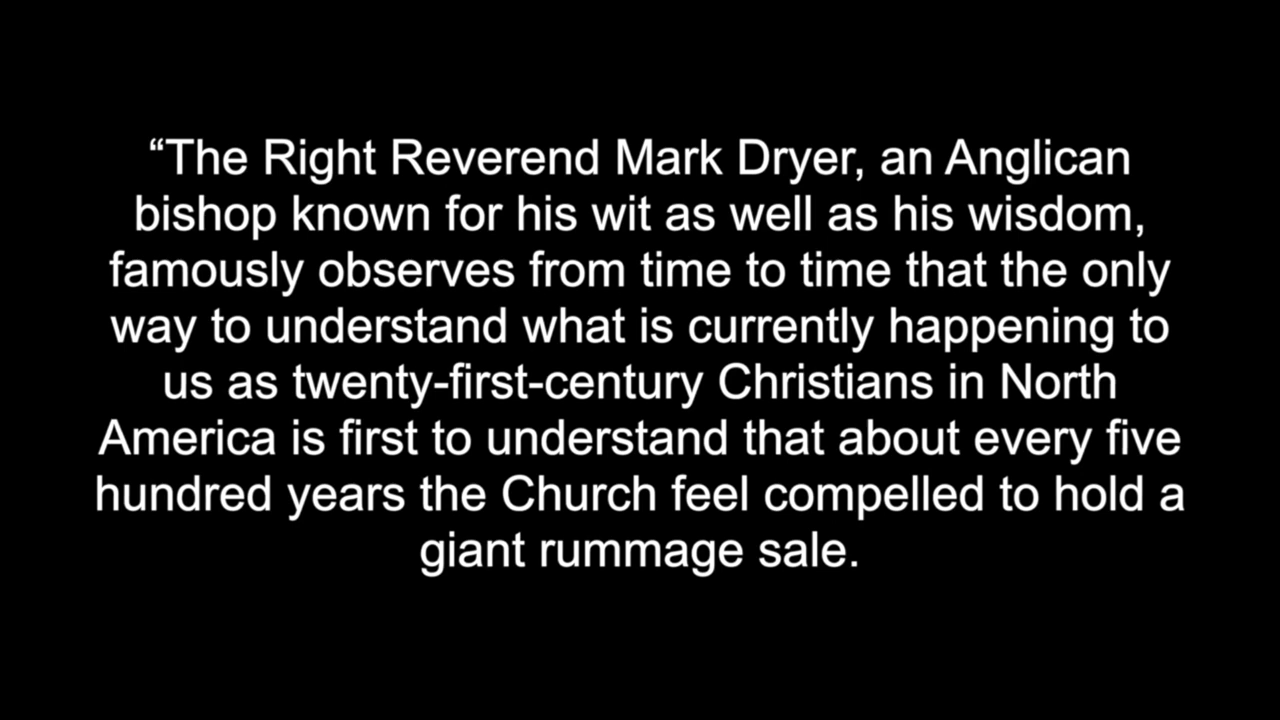 “The Right Reverend Mark Dryer, an Anglican
bishop known for his wit as well as his wisdom,
famously observes from time to time that the only
way to understand what is currently happening to
us as twenty-first-century Christians in North
America is first to understand that about every five
hundred years the Church feel compelled to hold a
giant rummage sale.